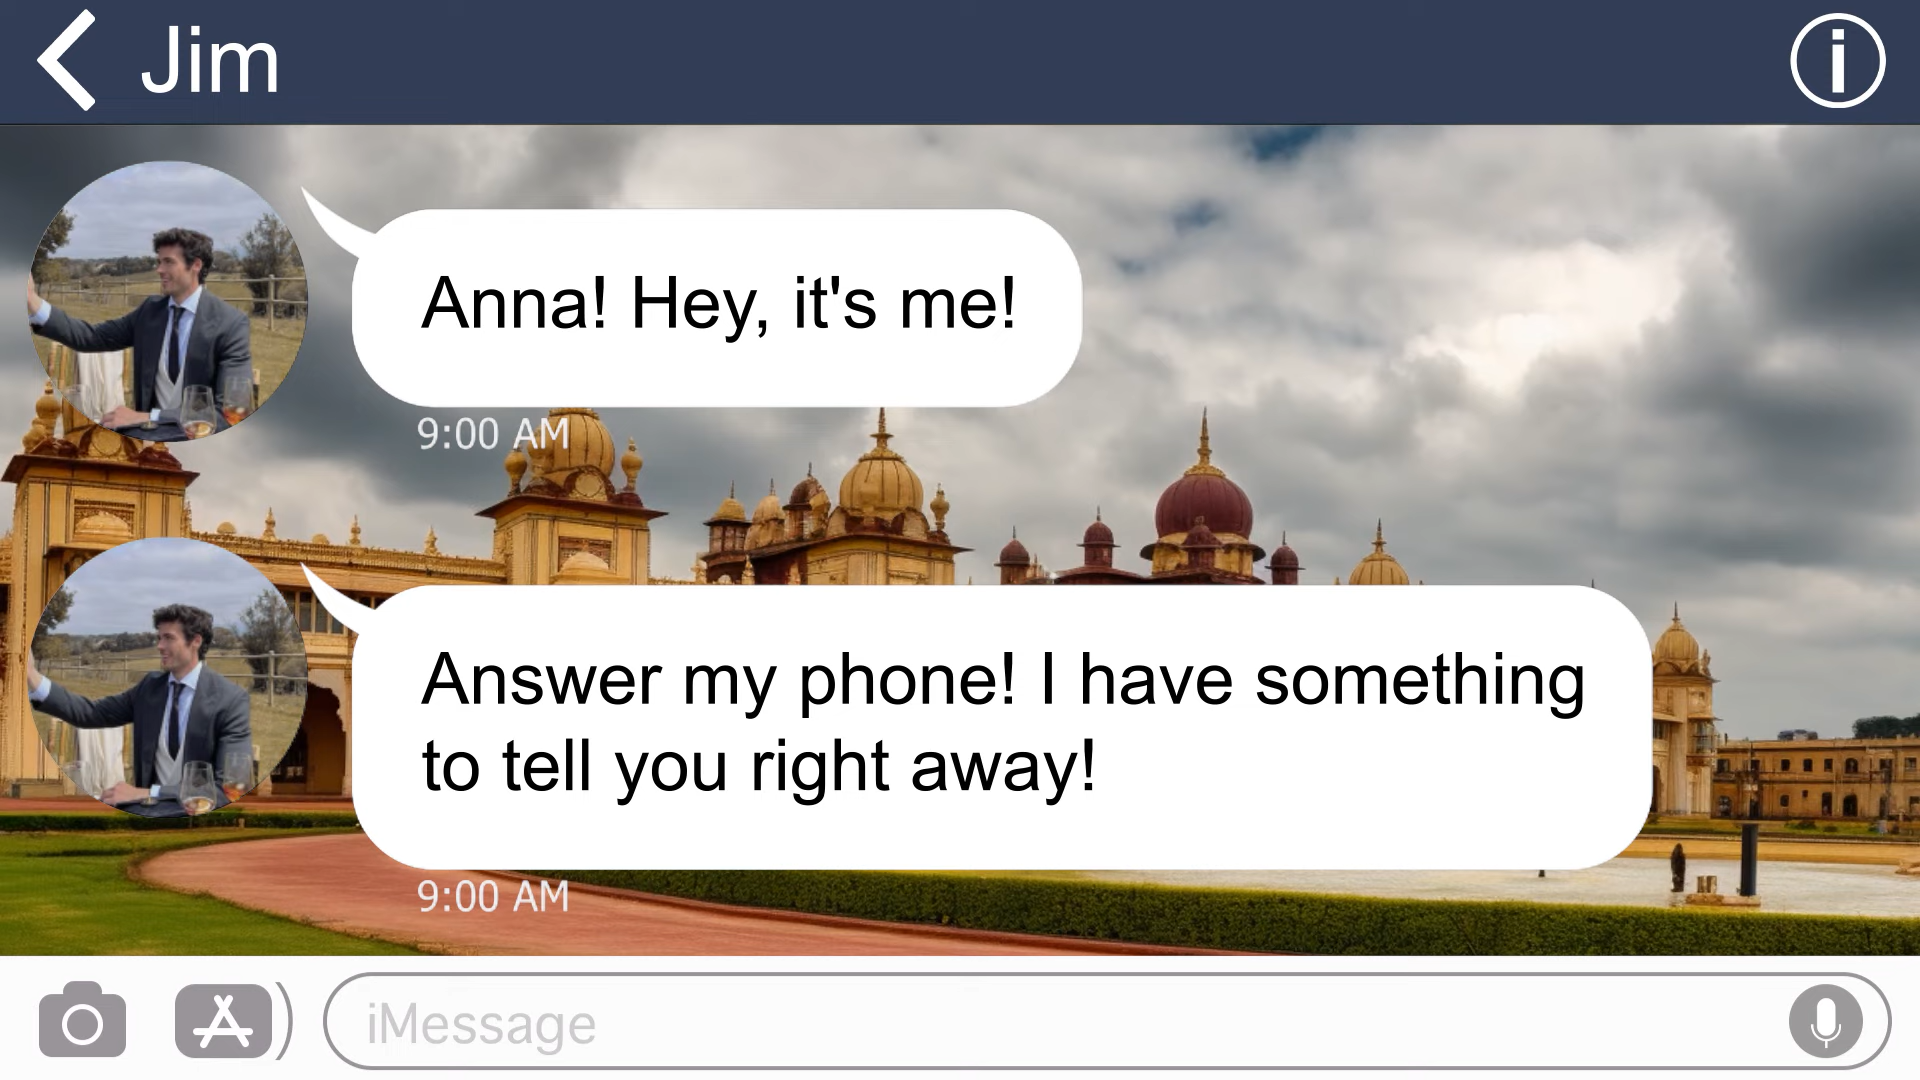 Jim
Anna! Hey, it's me!
9:00 AM
Answer my phone! I have something
to tell you right away!
9:00 AM
iMessage